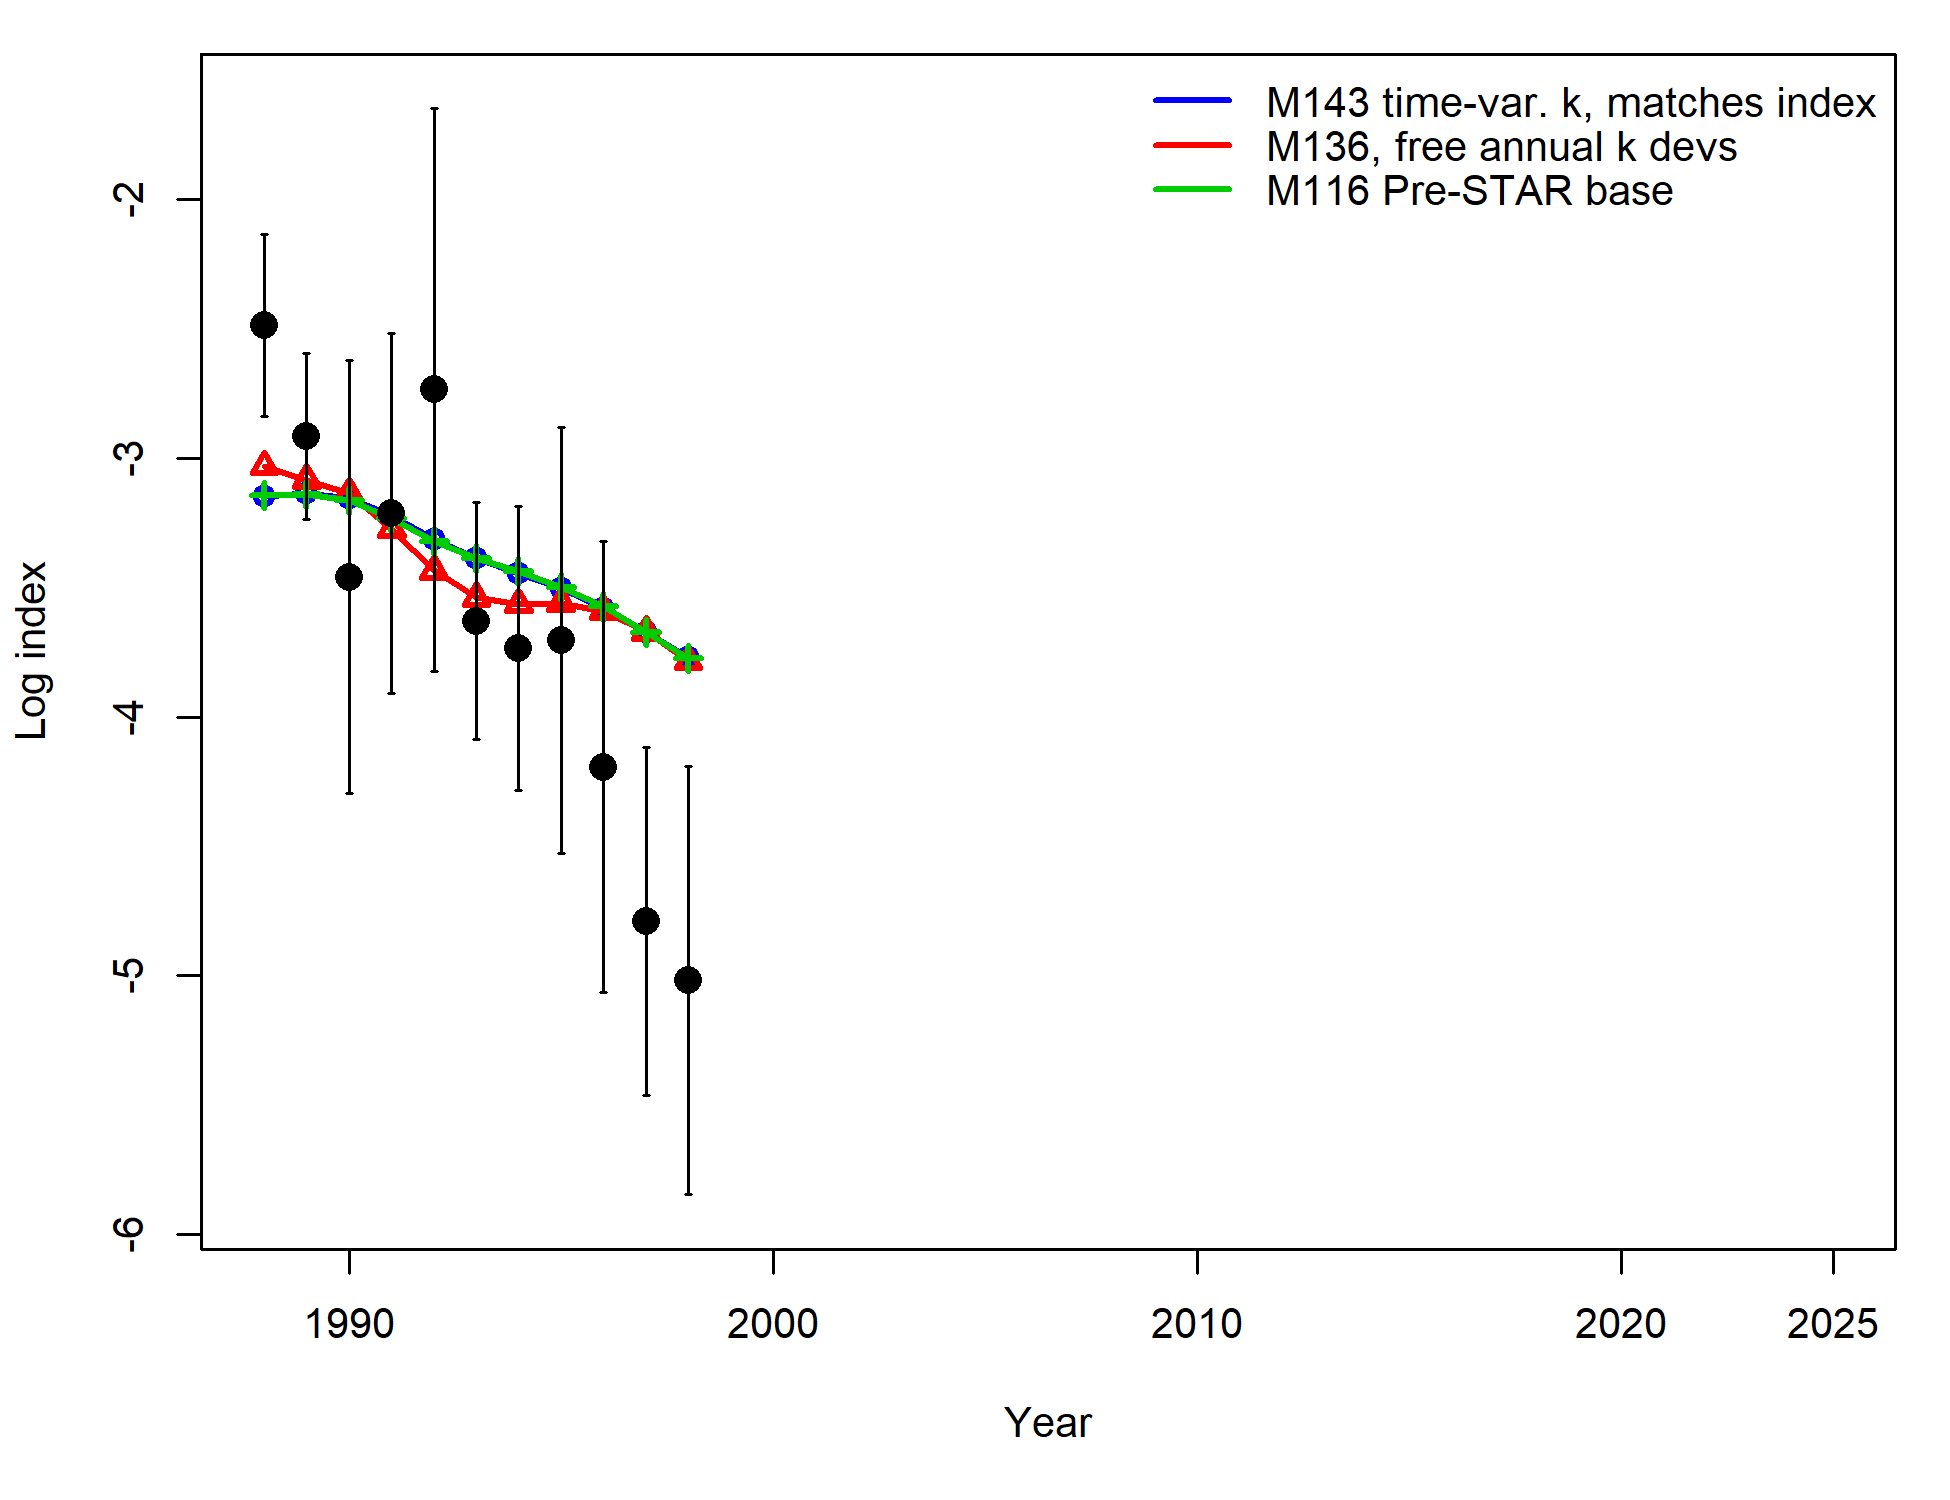 M143 time-var. k, matches index
M136, free annual k devs
M116 Pre-STAR base
-2
-3
-4
-5
-6
Log index
1990 2000 2010 2020 2025
Year